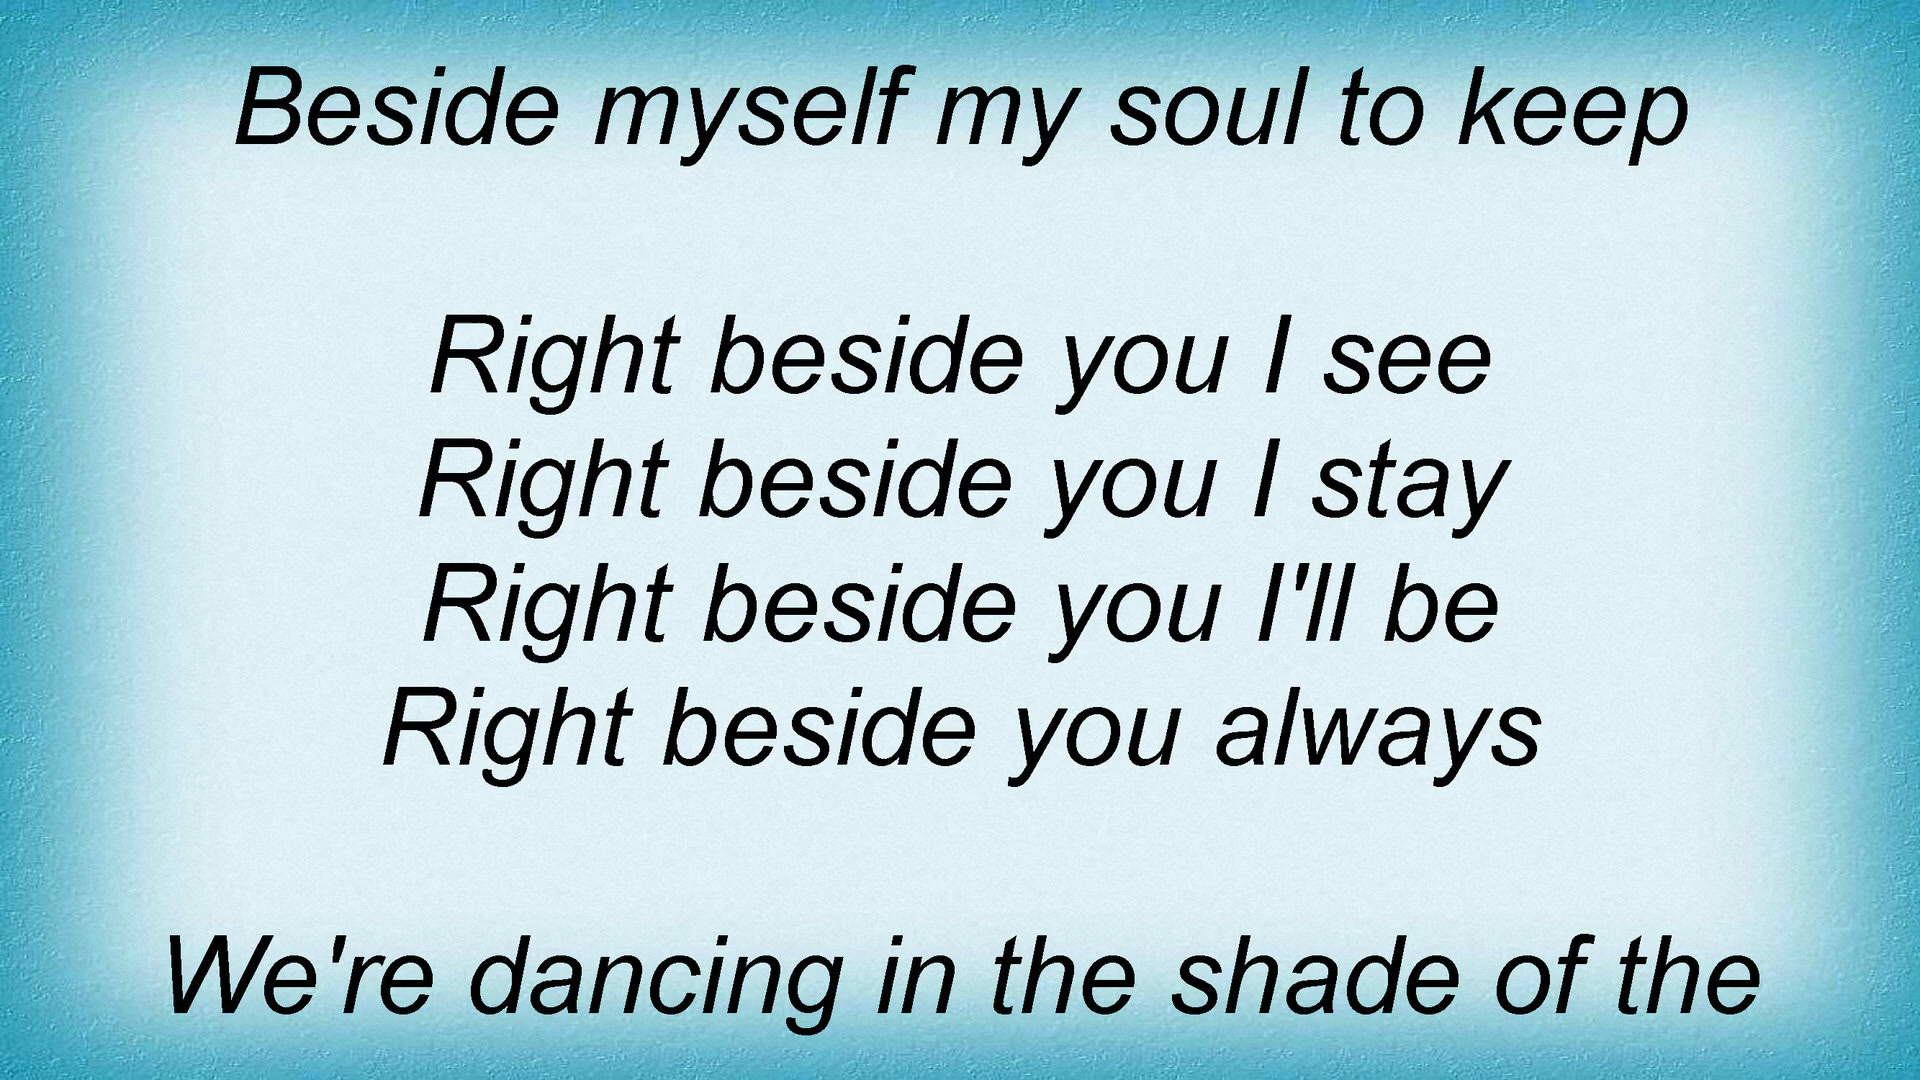 Beside myself my soul to keep
Right beside you I see
Right beside you I stay
Right beside you I'll be
Right beside you always
We're dancing in the shade of the